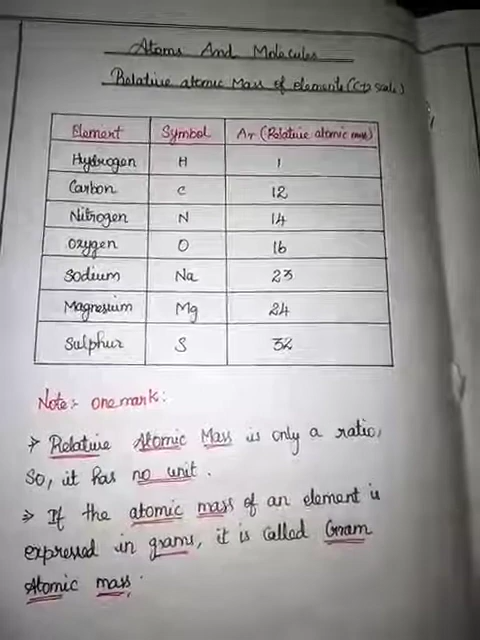 Atoms And Molecules
Relative atomic Mass of elements (C-12 scale)
Element Symbol Ar (Relative atomic mass)
Hydrogen H 1
Carbon C 12
Nitrogen N 14
Oxygen O 16
Sodium Na 23
Magnesium Mg 24
Sulphur S 32
Note:- one mark:
→ Relative Atomic Mass is only a ratio,
So, it has no unit.
⇒ If the atomic mass of an element is
expressed in grams, it is called Gram
Atomic mass.